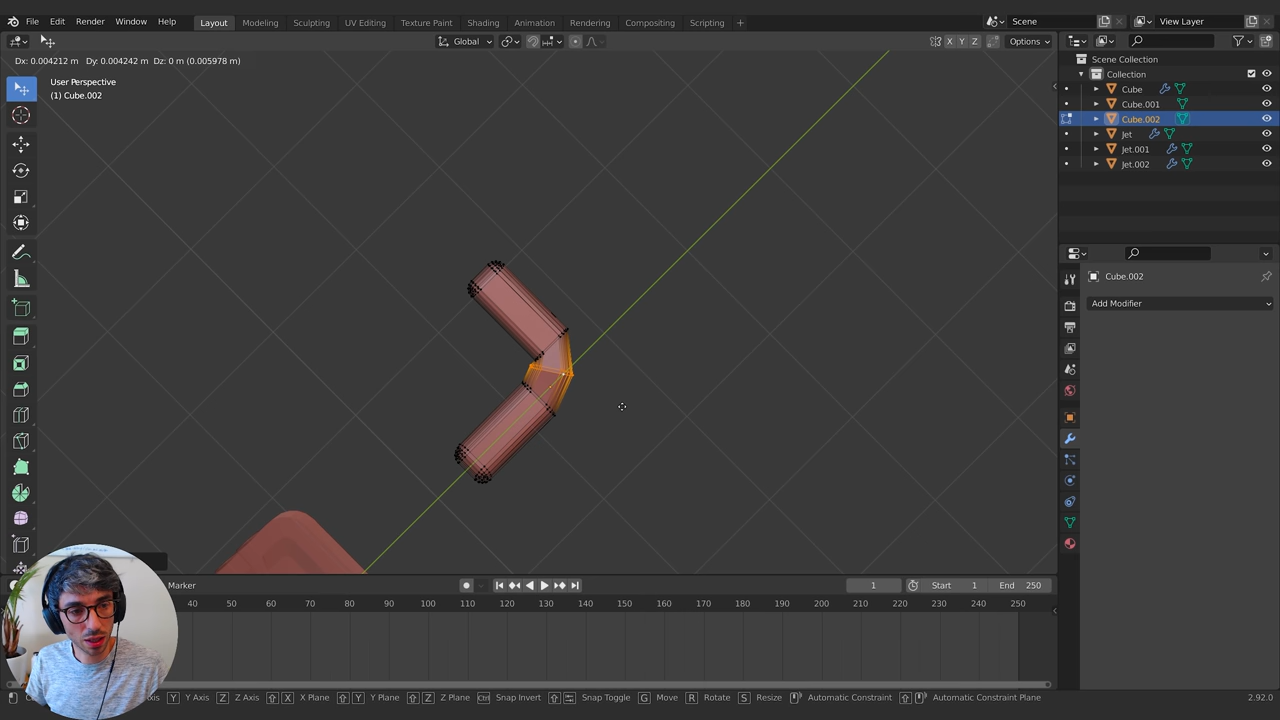 File Edit Render Window Help Layout Modeling Sculpting UV Editing Texture Paint Shading Animation Rendering Compositing Scripting + Scene View Layer
Global X Y Z Options
Dx: 0.004212 m Dy: 0.004242 m Dz: 0 m (0.005978 m)
User Perspective
(1) Cube.002
Scene Collection
Collection
Cube
Cube.001
Cube.002
Jet
Jet.001
Jet.002
Cube.002
Add Modifier
Marker 1 Start 1 End 250
40 50 60 70 80 90 100 110 120 130 140 150 160 170 180 190 200 210 220 230 240 250
xis Y Y Axis Z Z Axis X X Plane Y Y Plane Z Z Plane Ctrl Snap Invert Snap Toggle G Move R Rotate S Resize Automatic Constraint Automatic Constraint Plane 2.92.0